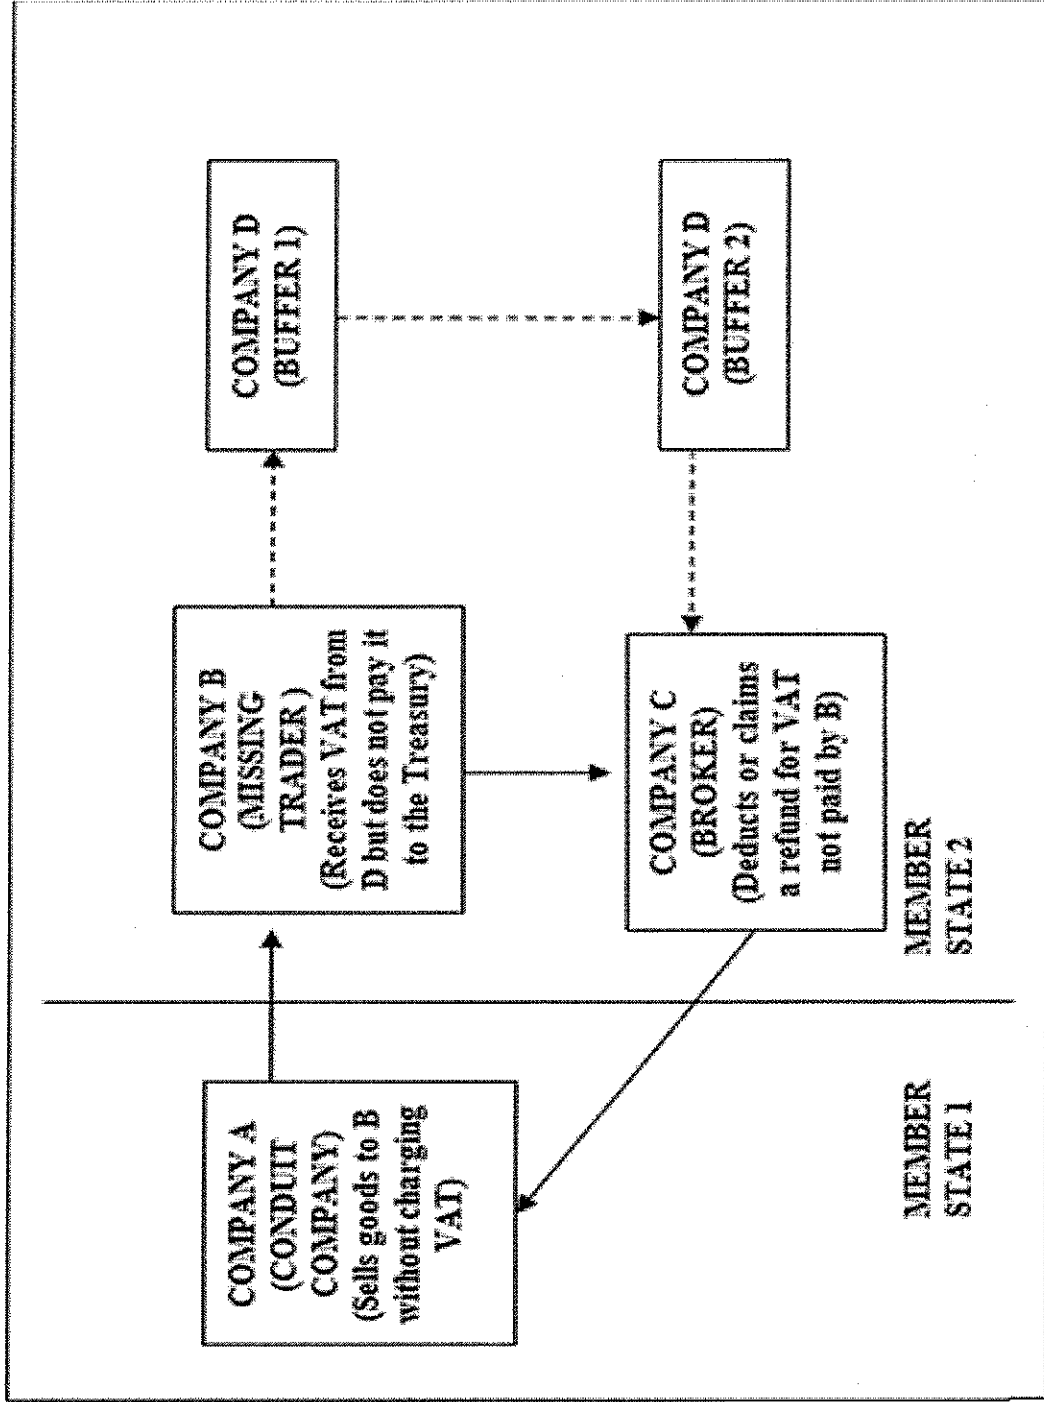 COMPANY A
(CONDUIT
COMPANY)
(Sells goods to B
without charging
VAT)
COMPANY B
(MISSING
TRADER )
(Receives VAT from
D but does not pay it
to the Treasury)
COMPANY D
(BUFFER 1)
COMPANY C
(BROKER)
(Deducts or claims
a refund for VAT
not paid by B)
COMPANY D
(BUFFER 2)
MEMBER
STATE 1
MEMBER
STATE 2